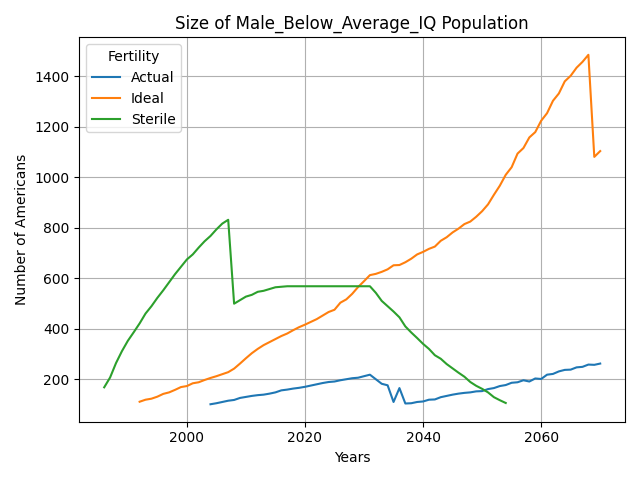 Size of Male_Below_Average_IQ Population
Fertility
Actual
Ideal
Sterile
Number of Americans
1400
1200
1000
800
600
400
200
2000
2020
2040
2060
Years